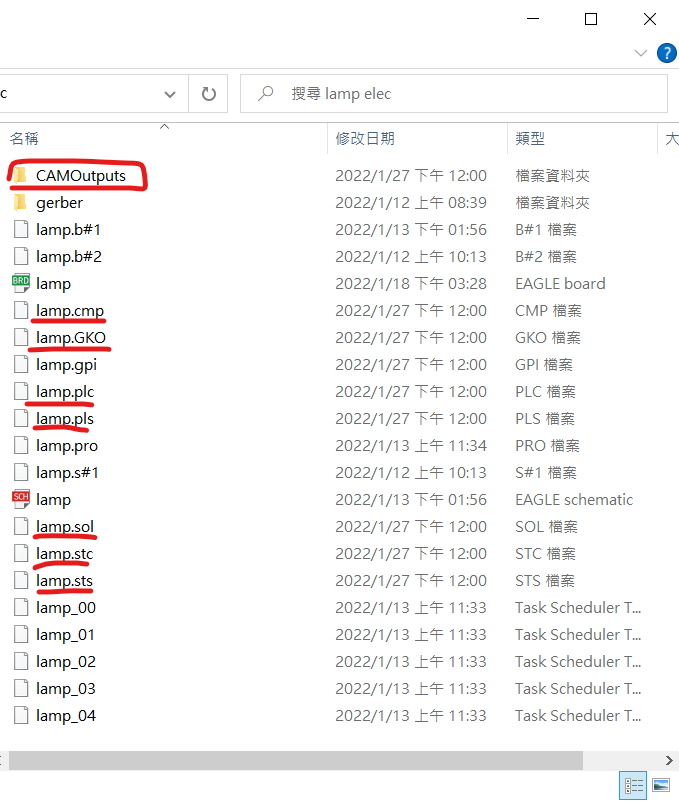 ?
c
搜尋 lamp elec
名稱 修改日期 類型 大
CAMOutputs 2022/1/27 下午 12:00 檔案資料夾
gerber 2022/1/12 上午 08:39 檔案資料夾
lamp.b#1 2022/1/13 下午 01:56 B#1 檔案
lamp.b#2 2022/1/12 上午 10:13 B#2 檔案
BRD lamp 2022/1/18 下午 03:28 EAGLE board
lamp.cmp 2022/1/27 下午 12:00 CMP 檔案
lamp.GKO 2022/1/27 下午 12:00 GKO 檔案
lamp.gpi 2022/1/27 下午 12:00 GPI 檔案
lamp.plc 2022/1/27 下午 12:00 PLC 檔案
lamp.pls 2022/1/27 下午 12:00 PLS 檔案
lamp.pro 2022/1/13 上午 11:34 PRO 檔案
lamp.s#1 2022/1/12 上午 10:13 S#1 檔案
SCH lamp 2022/1/13 下午 01:56 EAGLE schematic
lamp.sol 2022/1/27 下午 12:00 SOL 檔案
lamp.stc 2022/1/27 下午 12:00 STC 檔案
lamp.sts 2022/1/27 下午 12:00 STS 檔案
lamp_00 2022/1/13 上午 11:33 Task Scheduler T...
lamp_01 2022/1/13 上午 11:33 Task Scheduler T...
lamp_02 2022/1/13 上午 11:33 Task Scheduler T...
lamp_03 2022/1/13 上午 11:33 Task Scheduler T...
lamp_04 2022/1/13 上午 11:33 Task Scheduler T...